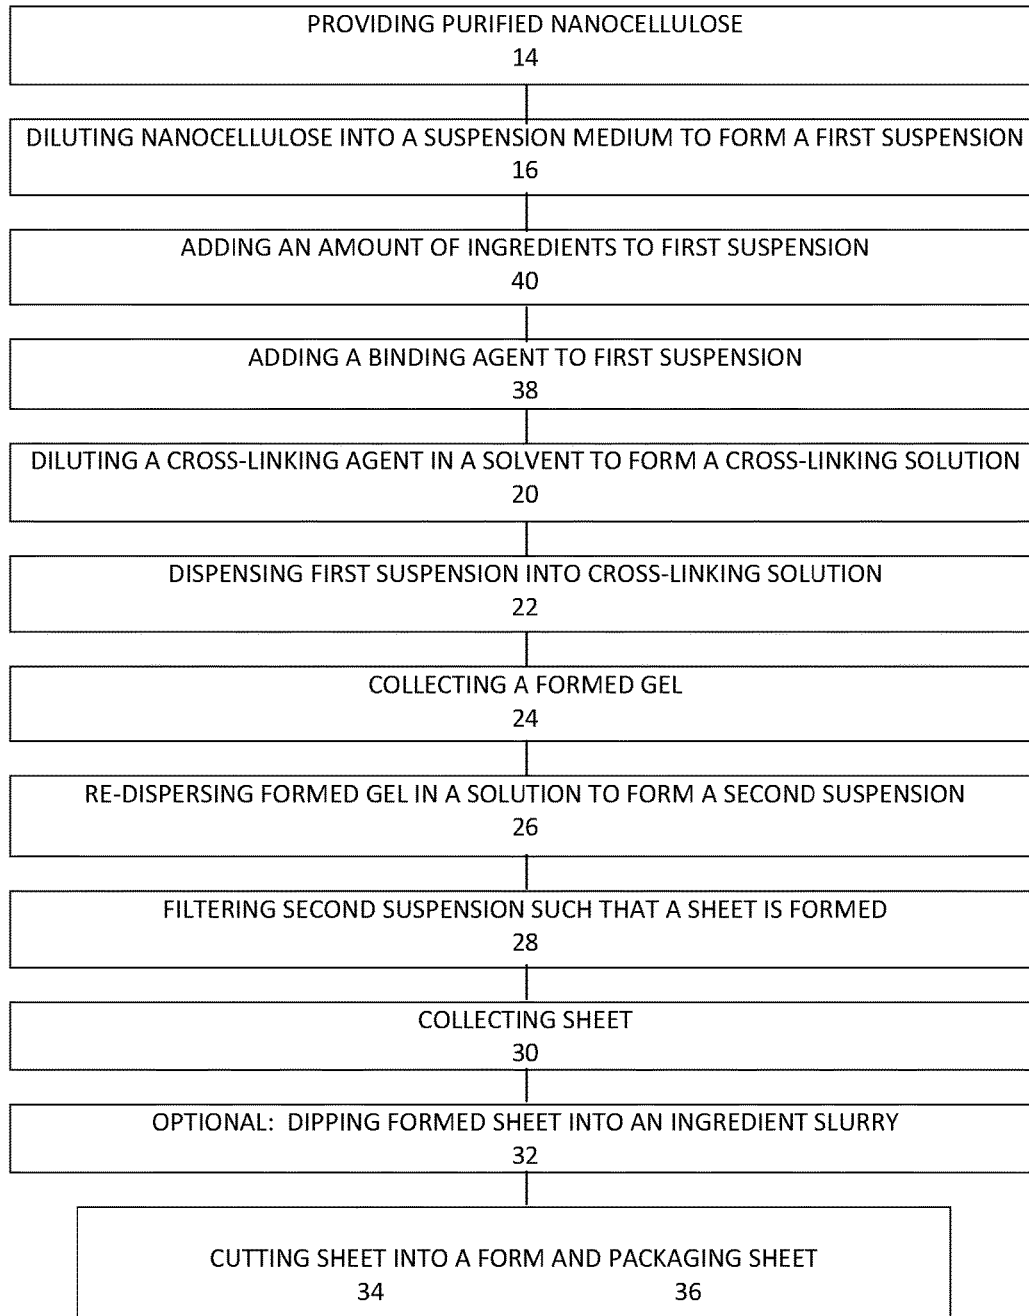 PROVIDING PURIFIED NANOCELLULOSE
14
DILUTING NANOCELLULOSE INTO A SUSPENSION MEDIUM TO FORM A FIRST SUSPENSION
16
ADDING AN AMOUNT OF INGREDIENTS TO FIRST SUSPENSION
40
ADDING A BINDING AGENT TO FIRST SUSPENSION
38
DILUTING A CROSS-LINKING AGENT IN A SOLVENT TO FORM A CROSS-LINKING SOLUTION
20
DISPENSING FIRST SUSPENSION INTO CROSS-LINKING SOLUTION
22
COLLECTING A FORMED GEL
24
RE-DISPERSING FORMED GEL IN A SOLUTION TO FORM A SECOND SUSPENSION
26
FILTERING SECOND SUSPENSION SUCH THAT A SHEET IS FORMED
28
COLLECTING SHEET
30
OPTIONAL: DIPPING FORMED SHEET INTO AN INGREDIENT SLURRY
32
CUTTING SHEET INTO A FORM AND PACKAGING SHEET
34 36